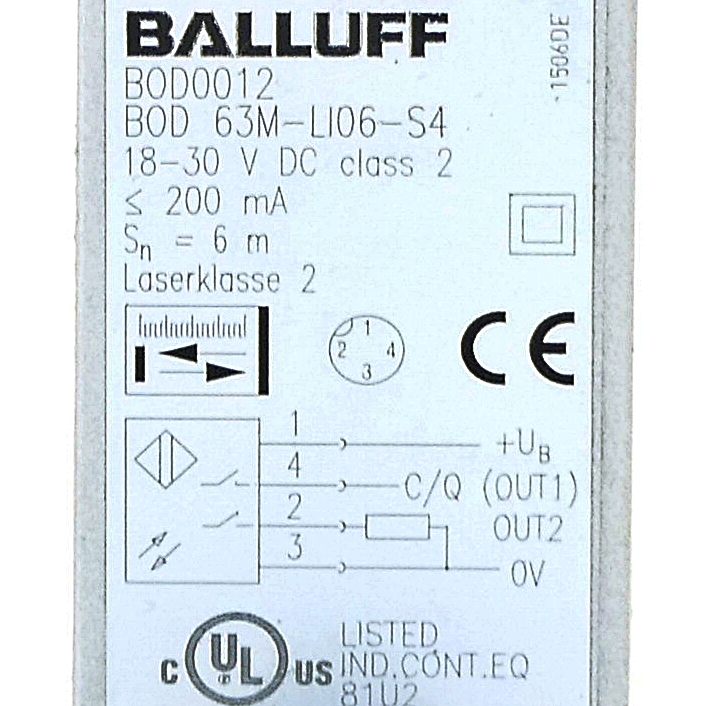 BALLUFF
1506DE
BOD0012
BOD 63M-LI06-S4
18-30 V DC class 2
≤ 200 mA
Sn = 6 m
Laserklasse 2
1
2 4
3
CE
1 +UB
4 C/Q (OUT1)
2 OUT2
3 0V
C UL US
LISTED
IND.CONT.EQ
81U2